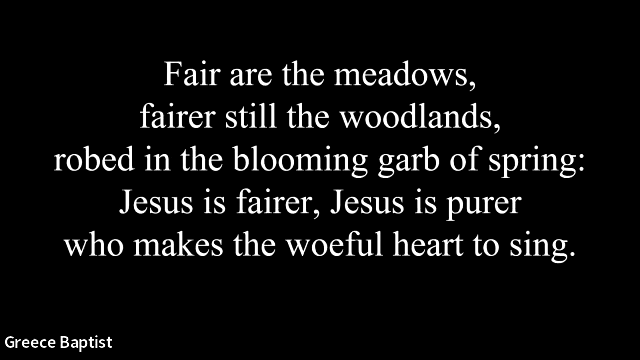 Fair are the meadows,
fairer still the woodlands,
robed in the blooming garb of spring:
Jesus is fairer, Jesus is purer
who makes the woeful heart to sing.
Greece Baptist